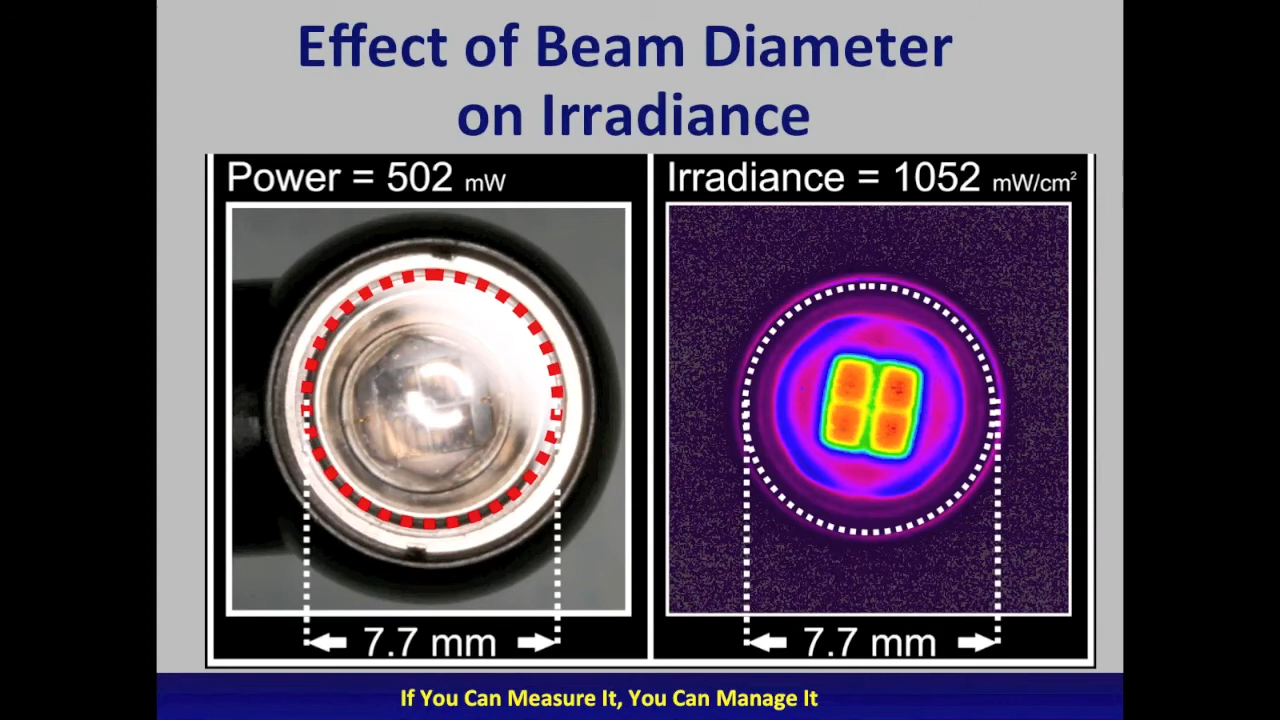 Effect of Beam Diameter
on Irradiance
Power = 502 mW
Irradiance = 1052 mW/cm²
7.7 mm
7.7 mm
If You Can Measure It, You Can Manage It